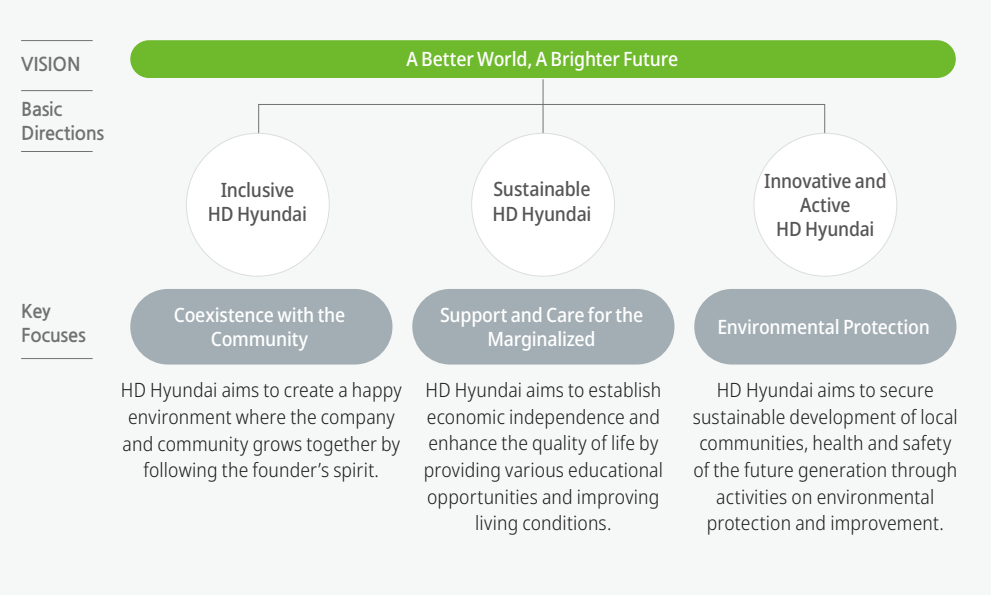 VISION
A Better World, A Brighter Future
Basic
Directions
Inclusive
HD Hyundai
Sustainable
HD Hyundai
Innovative and
Active
HD Hyundai
Key
Focuses
Coexistence with the
Community
Support and Care for the
Marginalized
Environmental Protection
HD Hyundai aims to create a happy
environment where the company
and community grows together by
following the founder’s spirit.
HD Hyundai aims to establish
economic independence and
enhance the quality of life by
providing various educational
opportunities and improving
living conditions.
HD Hyundai aims to secure
sustainable development of local
communities, health and safety
of the future generation through
activities on environmental
protection and improvement.